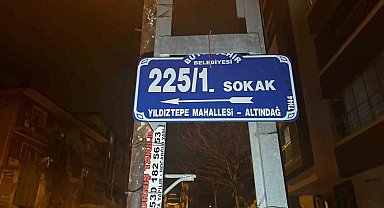 BÜYÜKŞEHİR
BELEDİYESİ
225/1. SOKAK
YILDIZTEPE MAHALLESİ - ALTINDAĞ